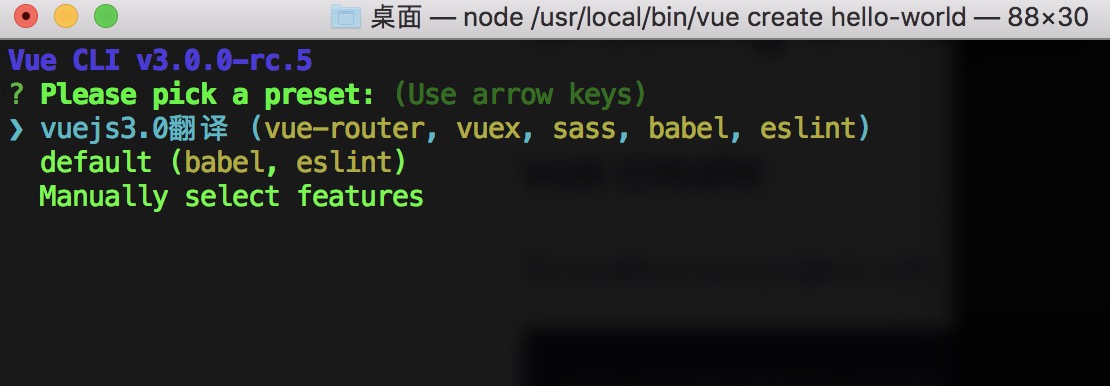 桌面 — node /usr/local/bin/vue create hello-world — 88×30
Vue CLI v3.0.0-rc.5
? Please pick a preset: (Use arrow keys)
❯ vuejs3.0翻译 (vue-router, vuex, sass, babel, eslint)
default (babel, eslint)
Manually select features